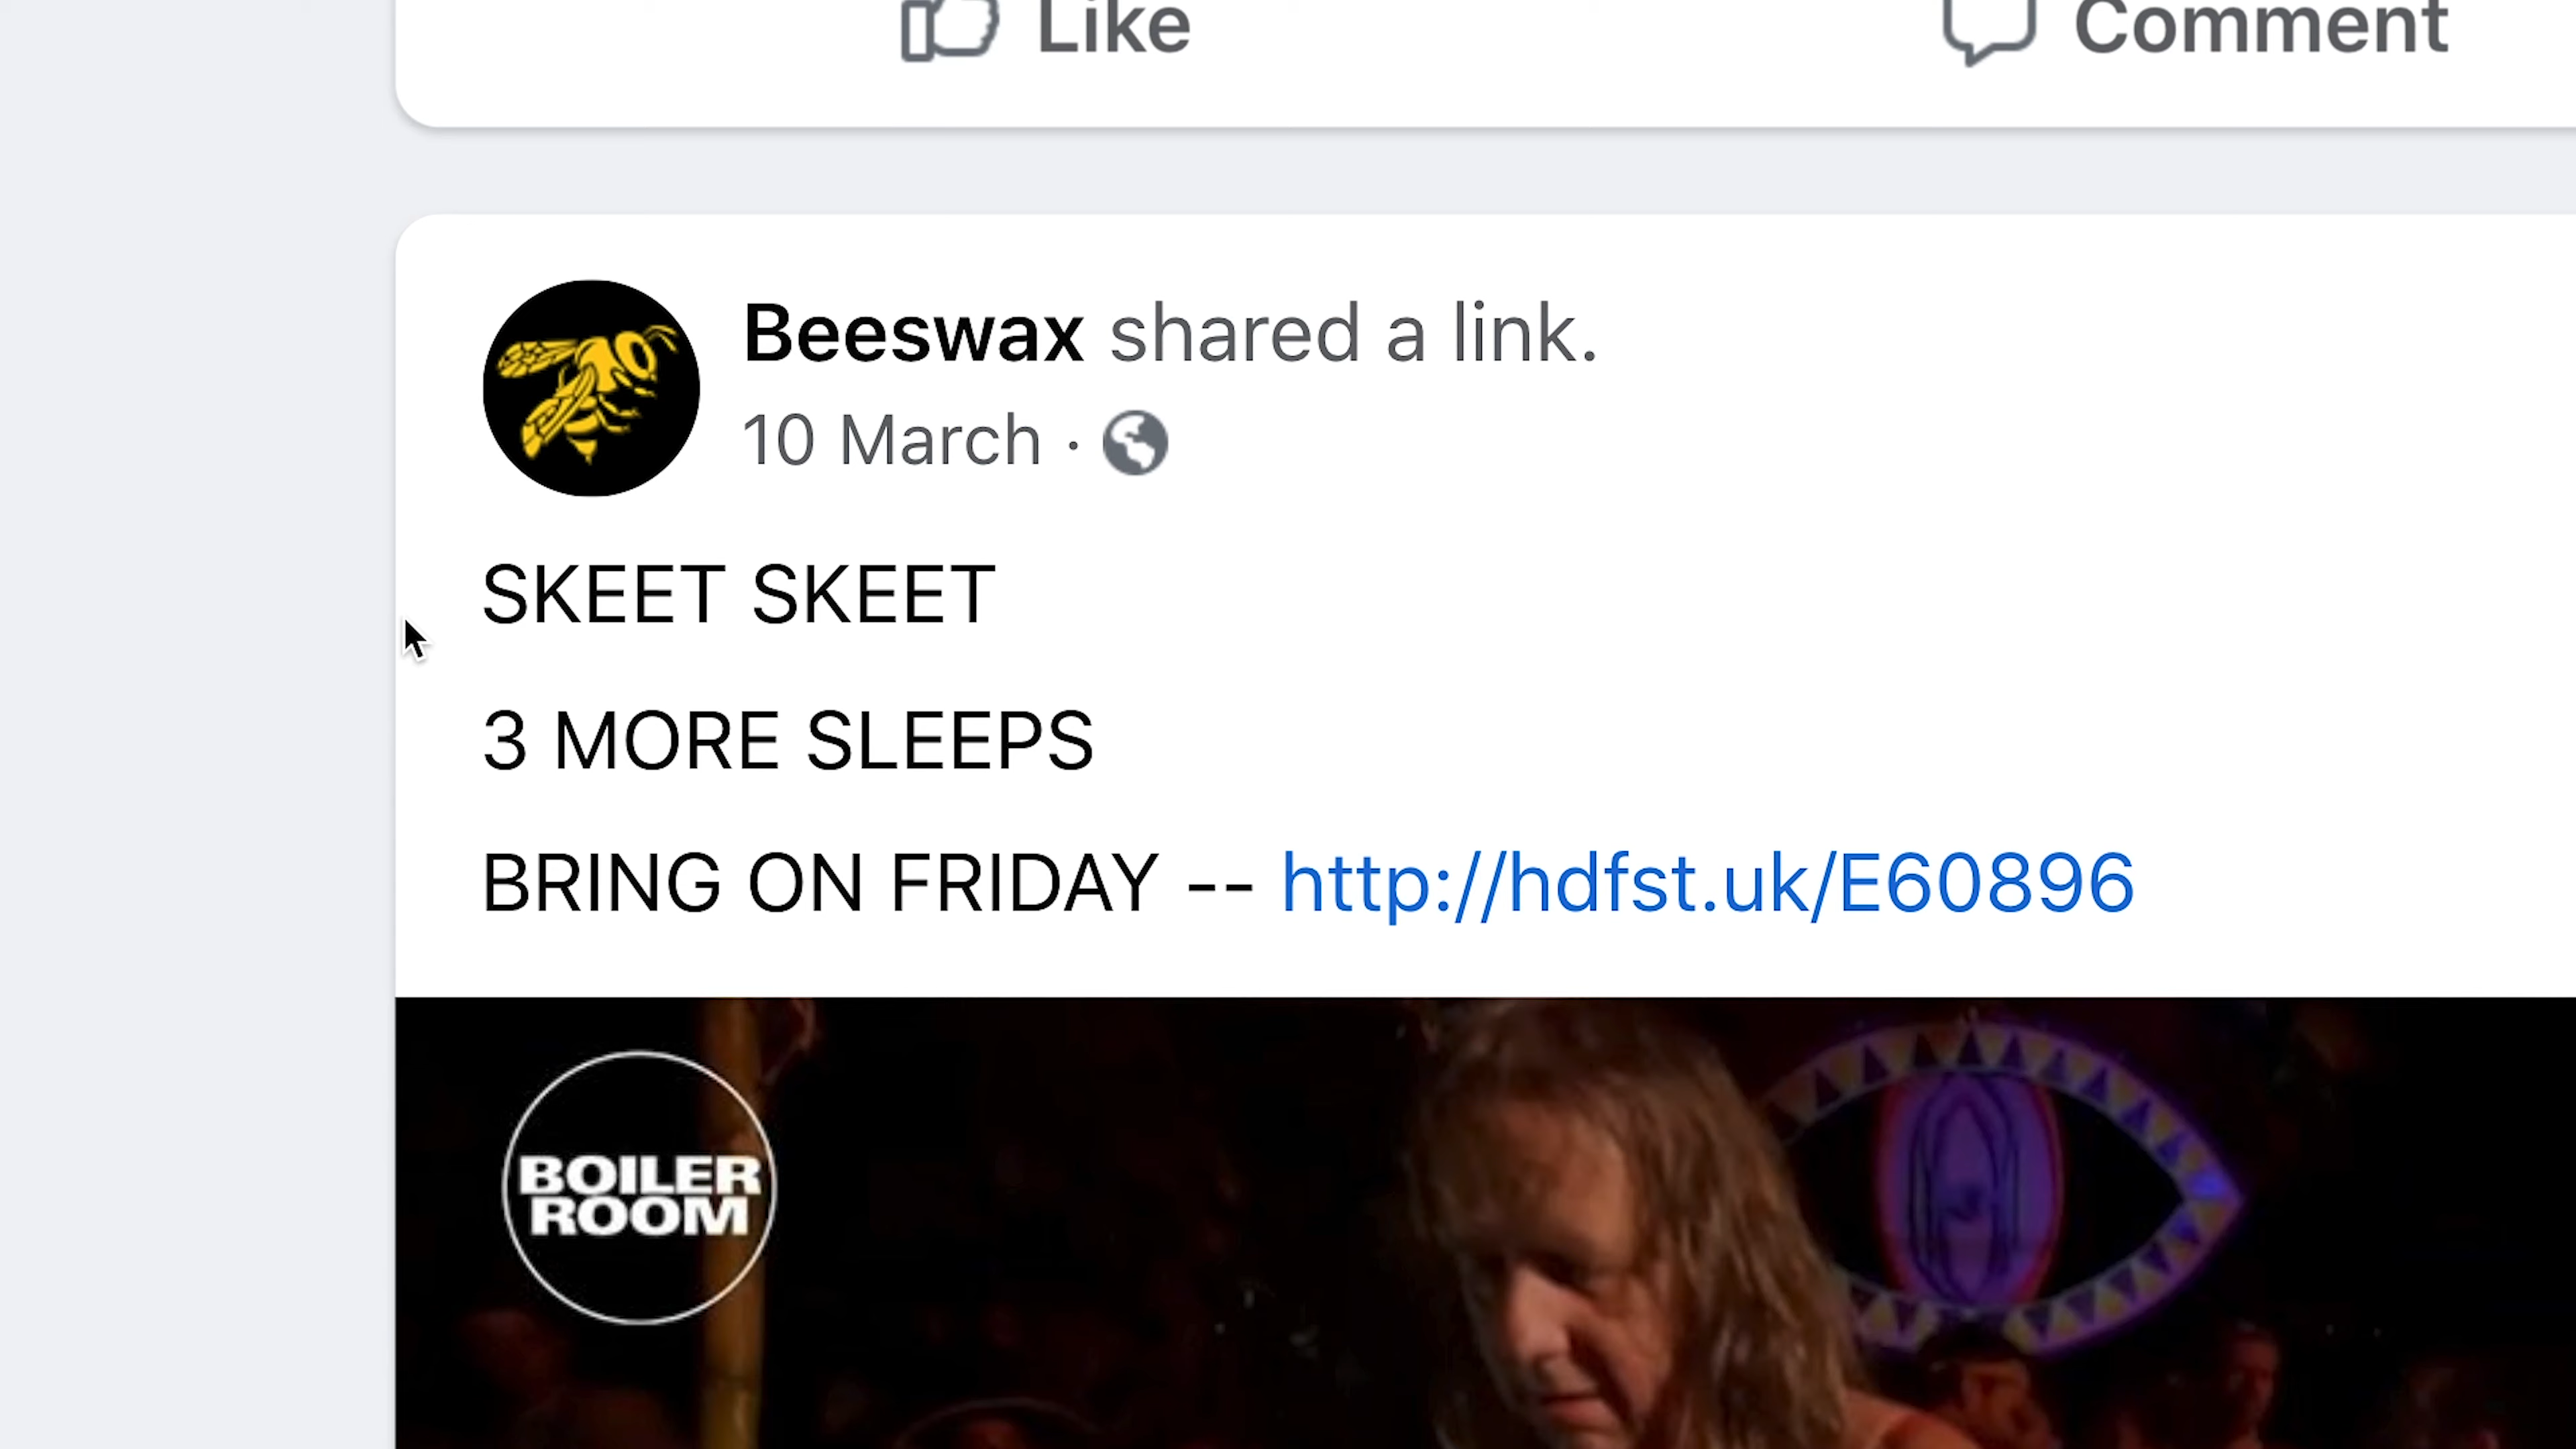 Like
Comment
Beeswax shared a link.
10 March ·
SKEET SKEET
3 MORE SLEEPS
BRING ON FRIDAY -- http://hdfst.uk/E60896
BOILER
ROOM